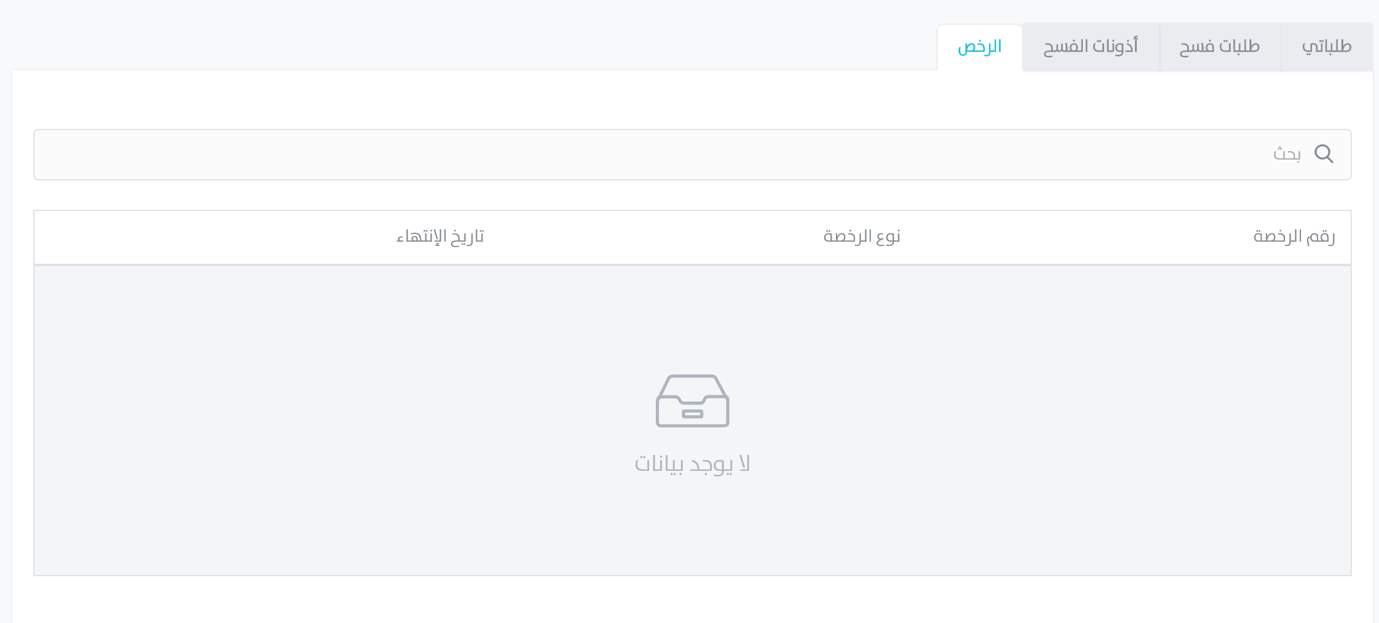 طلباتي طلبات فسح أذونات الفسح الرخص
بحث
رقم الرخصة نوع الرخصة تاريخ الإنتهاء
لا يوجد بيانات